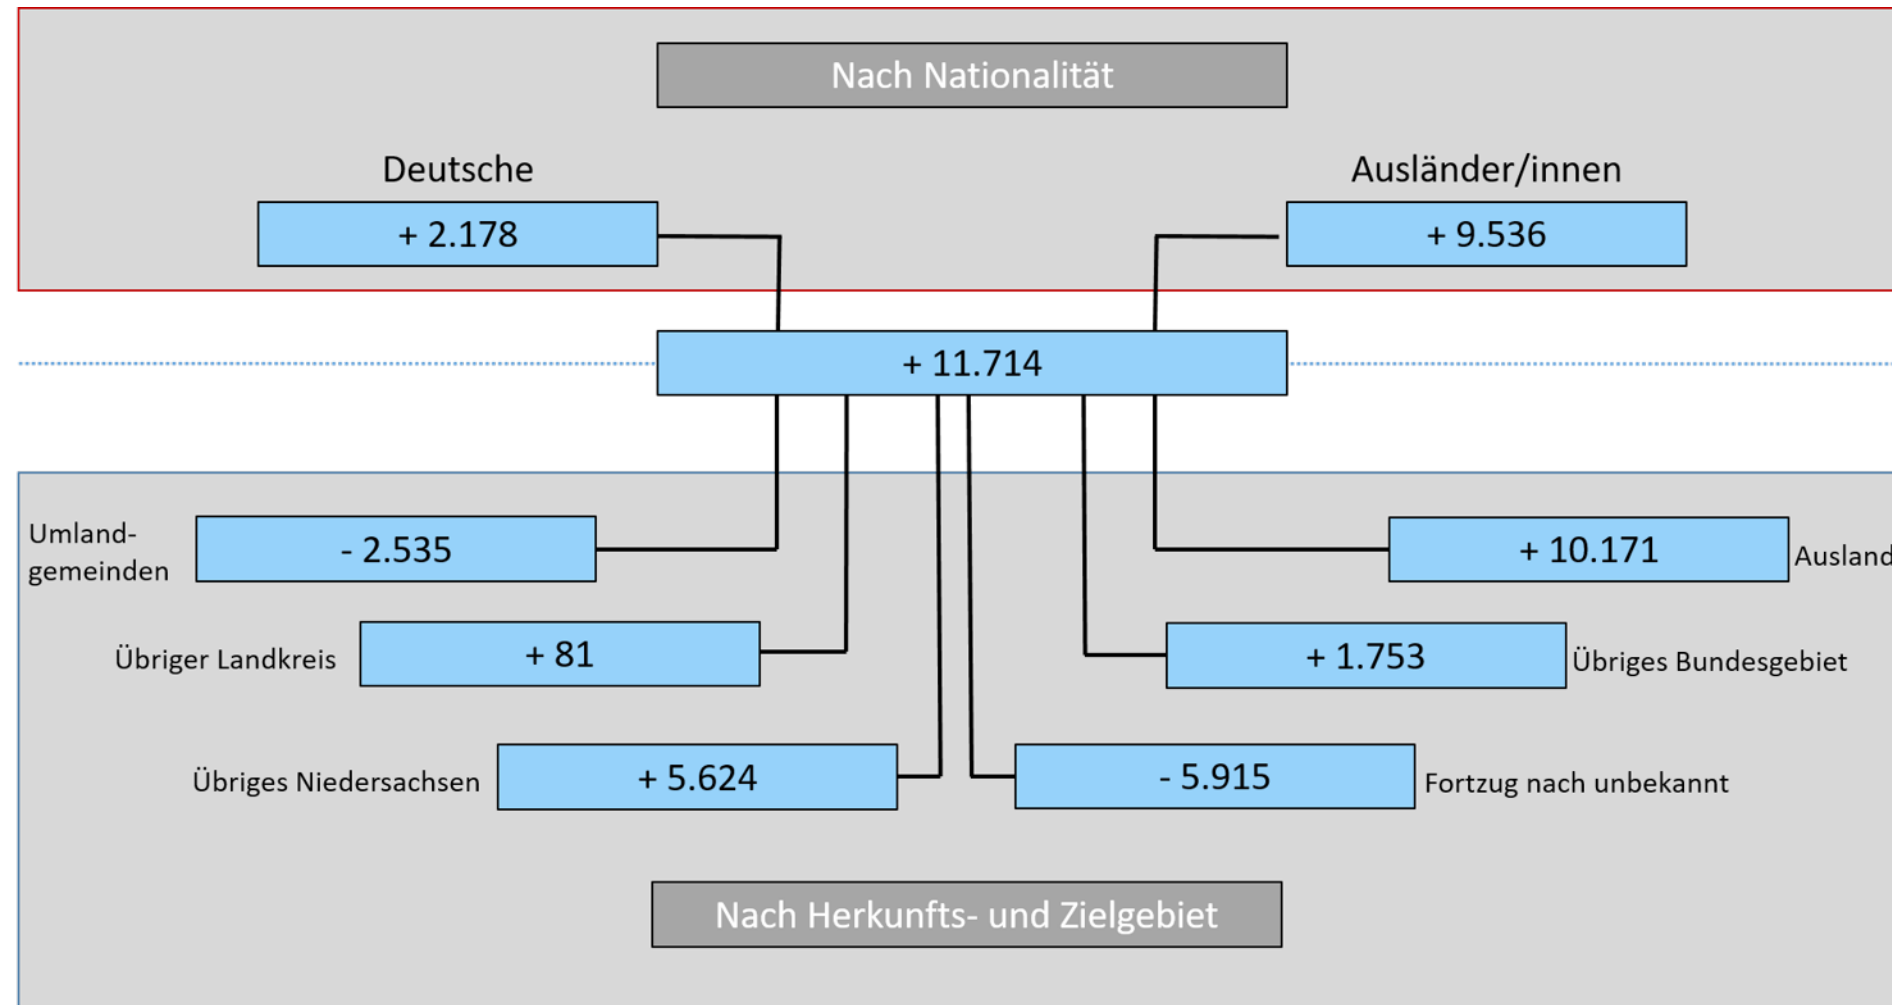 Nach Nationalität
Deutsche
Ausländer/innen
+ 2.178
+ 9.536
+ 11.714
Umland-
gemeinden
- 2.535
+ 10.171
Ausland
Übriger Landkreis
+ 81
+ 1.753
Übriges Bundesgebiet
Übriges Niedersachsen
+ 5.624
- 5.915
Fortzug nach unbekannt
Nach Herkunfts- und Zielgebiet